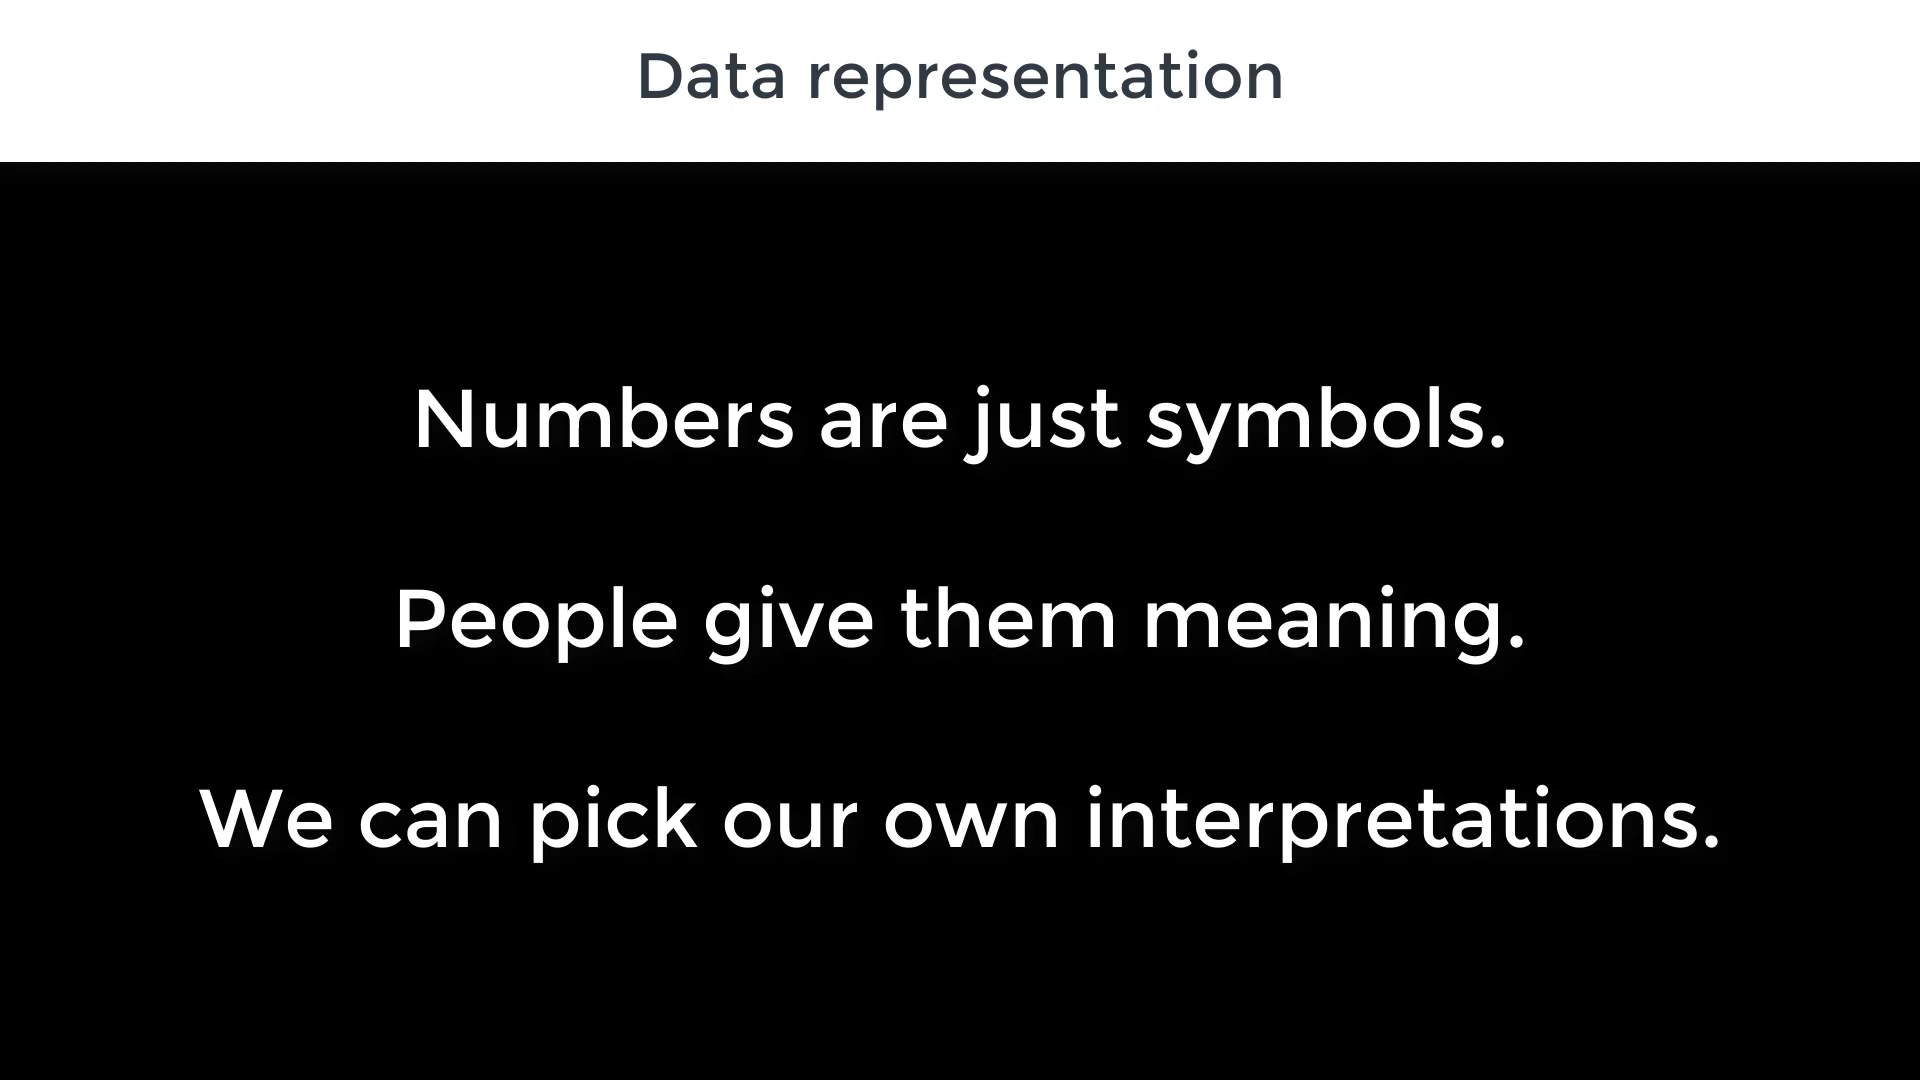 Data representation
Numbers are just symbols.
People give them meaning.
We can pick our own interpretations.